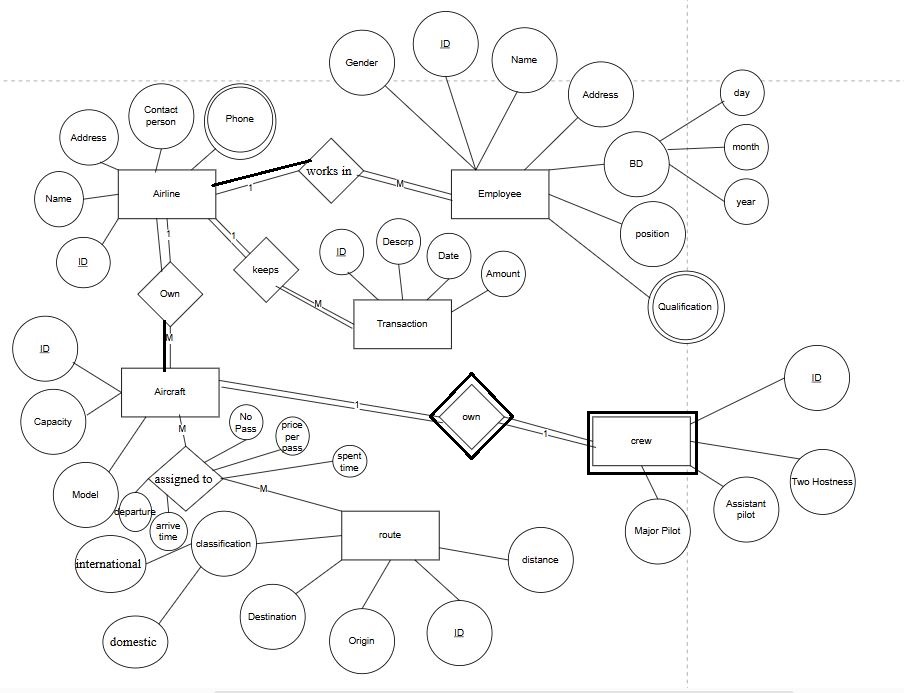 ID
Gender
Name
Address
day
Contact
person
Phone
Address
month
BD
works in
1
M
Airline
Employee
Name
year
1
1
position
ID
keeps
ID
Descrp
Date
Amount
Own
M
Qualification
Transaction
M
ID
ID
Aircraft
1
own
1
crew
Capacity
M
No
Pass
price
per
pass
spent
time
assigned to
M
Two Hostness
Model
departure
Assistant
pilot
arrive
time
Major Pilot
classification
route
international
distance
Destination
Origin
ID
domestic